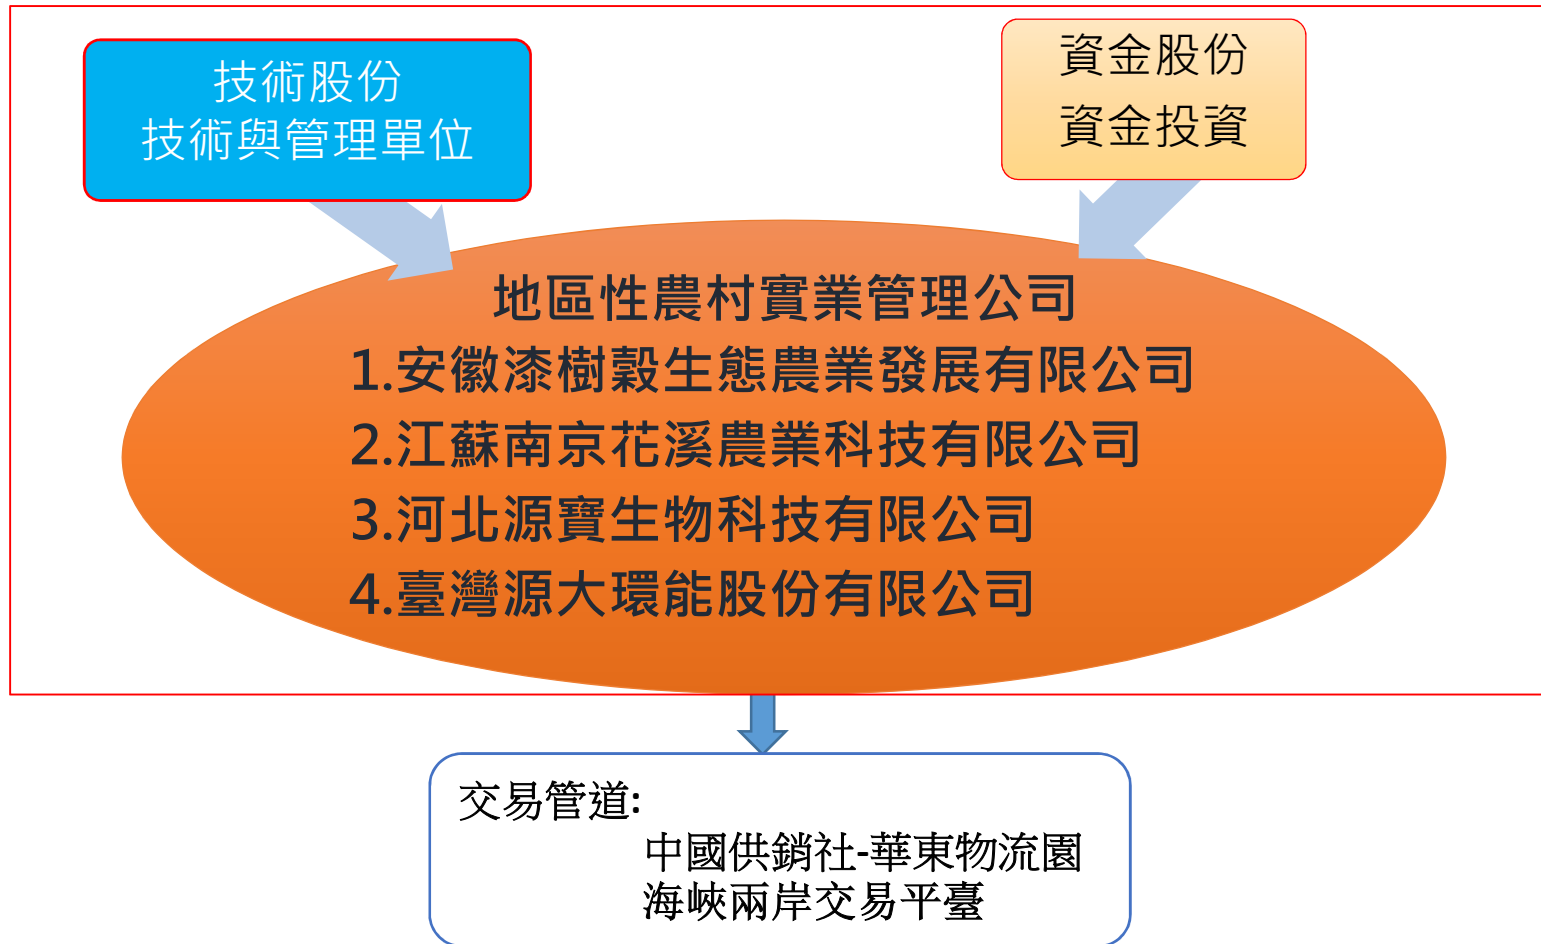 技術股份
技術與管理單位
資金股份
資金投資
地區性農村實業管理公司
1.安徽漆樹穀生態農業發展有限公司
2.江蘇南京花溪農業科技有限公司
3.河北源寶生物科技有限公司
4.臺灣源大環能股份有限公司
交易管道:
中國供銷社-華東物流園
海峽兩岸交易平臺